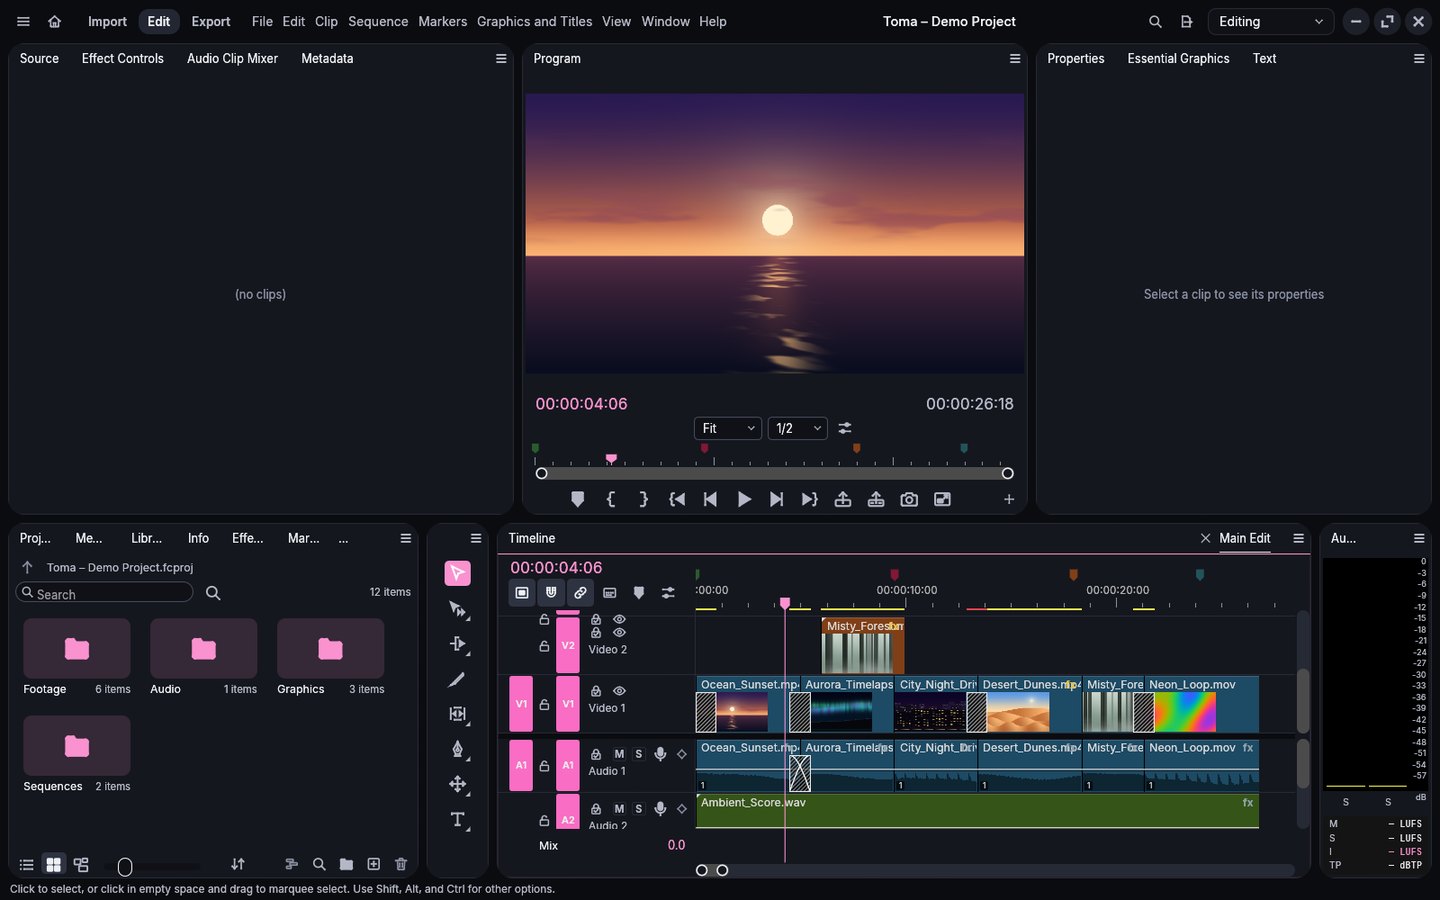 Import Edit Export File Edit Clip Sequence Markers Graphics and Titles View Window Help Toma – Demo Project Editing
Source Effect Controls Audio Clip Mixer Metadata
(no clips)
Program
00:00:04:06 00:00:26:18
Fit 1/2
Properties Essential Graphics Text
Select a clip to see its properties
Proj... Me... Libr... Info Effe... Mar... ...
Toma – Demo Project.fcproj
Search 12 items
Footage 6 items Audio 1 items Graphics 3 items
Sequences 2 items
Timeline Main Edit
00:00:04:06
:00:00 00:00:10:00 00:00:20:00
V2 Video 2 Misty_Forest
V1 V1 Video 1 Ocean_Sunset.mp4 Aurora_Timelaps City_Night_Dri Desert_Dunes.mp4 Misty_Fore Neon_Loop.mov
A1 A1 M S Audio 1 Ocean_Sunset.mp4 Aurora_Timelaps City_Night_Dri Desert_Dunes.mp4 Misty_Fore Neon_Loop.mov fx
1 1 1 1 1
A2 M S Audio 2 Ambient_Score.wav fx
Mix 0.0
Au...
0
-3
-6
-9
-12
-15
-18
-21
-24
-27
-30
-33
-36
-39
-42
-45
-48
-51
-54
-57
dB
S S
M – LUFS
S – LUFS
I – LUFS
TP – dBTP
Click to select, or click in empty space and drag to marquee select. Use Shift, Alt, and Ctrl for other options.